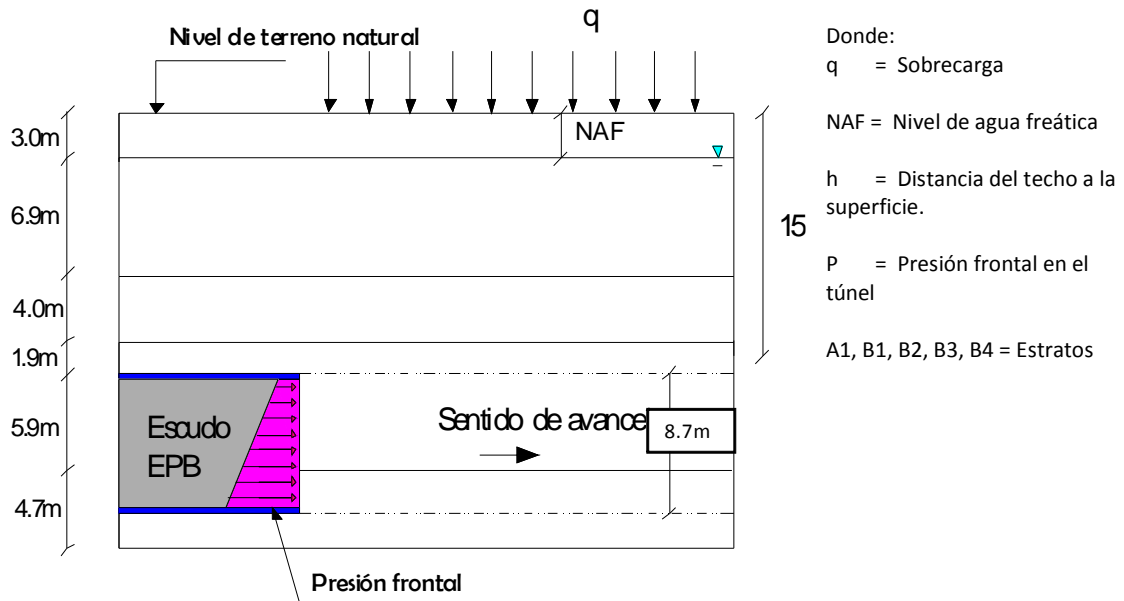 q
Nivel de terreno natural
3.0m
NAF
6.9m
15
4.0m
1.9m
Escudo
EPB
Sentido de avance
8.7m
5.9m
4.7m
Presión frontal
Donde:
q = Sobrecarga
NAF = Nivel de agua freática
h = Distancia del techo a la
superficie.
P = Presión frontal en el
túnel
A1, B1, B2, B3, B4 = Estratos